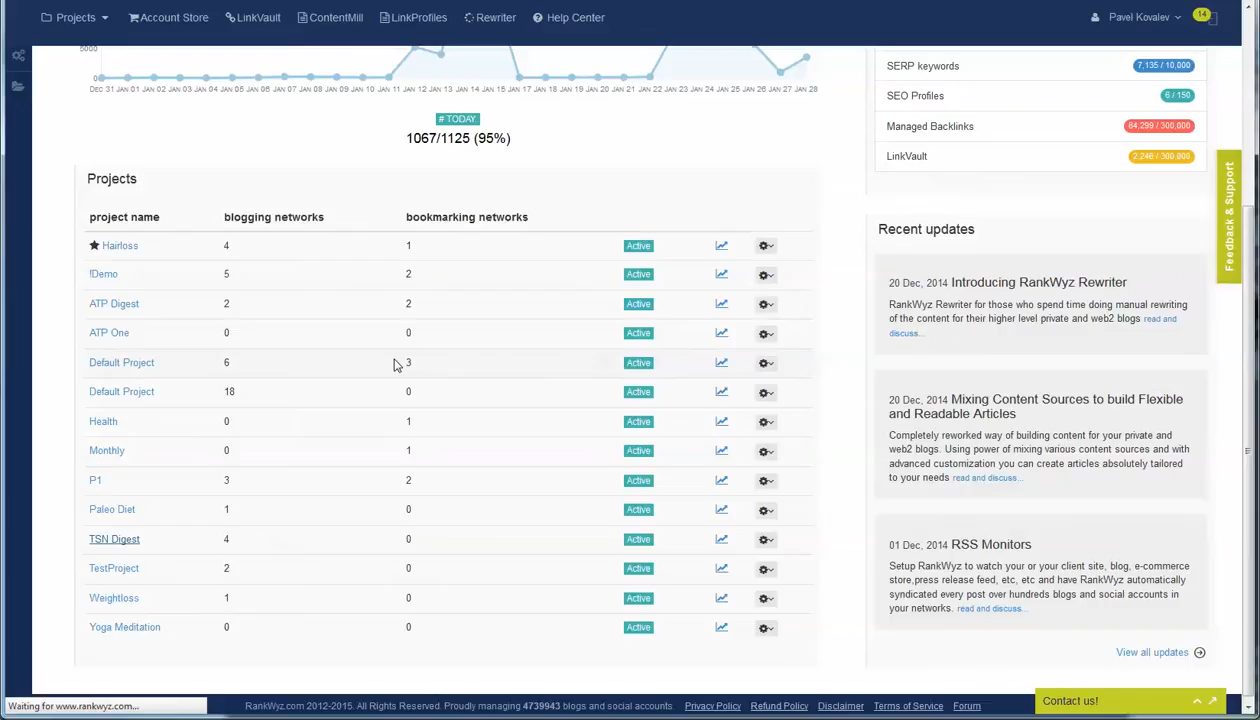 Projects Account Store LinkVault ContentMill LinkProfiles Rewriter Help Center Pavel Kovalev 14
5000
0
DEC 31 JAN 01 JAN 02 JAN 03 JAN 04 JAN 05 JAN 06 JAN 07 JAN 08 JAN 09 JAN 10 JAN 11 JAN 12 JAN 13 JAN 14 JAN 15 JAN 16 JAN 17 JAN 18 JAN 19 JAN 20 JAN 21 JAN 22 JAN 23 JAN 24 JAN 25 JAN 26 JAN 27 JAN 28
# TODAY
1067/1125 (95%)
Projects
project name blogging networks bookmarking networks
Hairloss 4 1 Active
!Demo 5 2 Active
ATP Digest 2 2 Active
ATP One 0 0 Active
Default Project 6 3 Active
Default Project 18 0 Active
Health 0 1 Active
Monthly 0 1 Active
P1 3 2 Active
Paleo Diet 1 0 Active
TSN Digest 4 0 Active
TestProject 2 0 Active
Weightloss 1 0 Active
Yoga Meditation 0 0 Active
SERP keywords 7,135 / 10,000
SEO Profiles 6 / 150
Managed Backlinks 84,299 / 300,000
LinkVault 2,246 / 300,000
Recent updates
20 Dec, 2014 Introducing RankWyz Rewriter
RankWyz Rewriter for those who spend time doing manual rewriting
of the content for their higher level private and web2 blogs read and
discuss...
20 Dec, 2014 Mixing Content Sources to build Flexible
and Readable Articles
Completely reworked way of building content for your private and
web2 blogs. Using power of mixing various content sources and with
advanced customization you can create articles absolutely tailored
to your needs read and discuss...
01 Dec, 2014 RSS Monitors
Setup RankWyz to watch your or your client site, blog, e-commerce
store,press release feed, etc, etc and have RankWyz automatically
syndicated every post over hundreds blogs and social accounts in
your networks. read and discuss...
View all updates
Feedback & Support
Waiting for www.rankwyz.com...
RankWyz.com 2012-2015. All Rights Reserved. Proudly managing 4739943 blogs and social accounts. Privacy Policy Refund Policy Disclaimer Terms of Service Forum
Contact us!